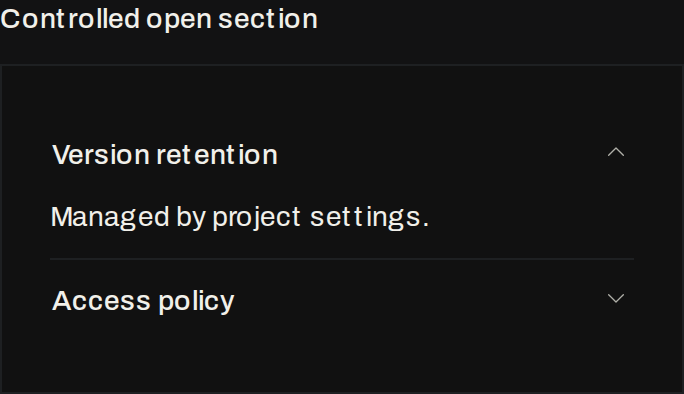 Controlled open section
Version retention
Managed by project settings.
Access policy